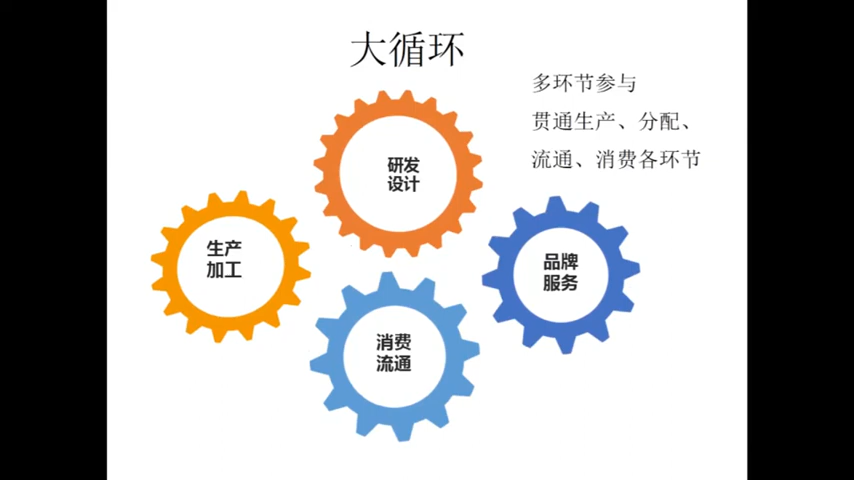 大循环
多环节参与
贯通生产、分配、
流通、消费各环节
研发
设计
生产
加工
品牌
服务
消费
流通